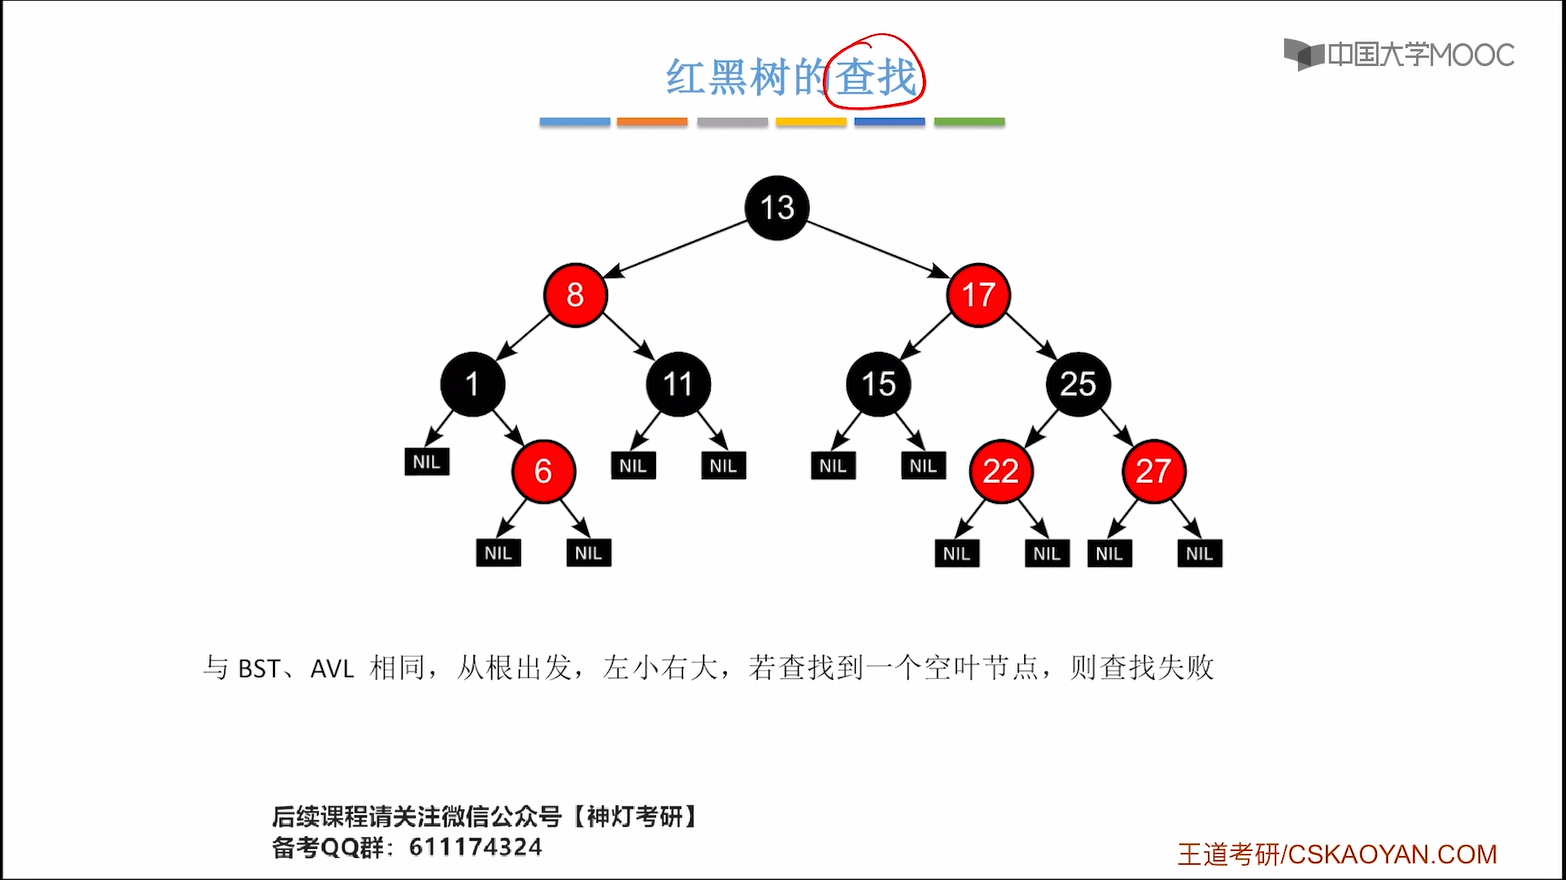 红黑树的查找
中国大学MOOC
13
8
17
1
11
15
25
NIL
6
NIL
NIL
NIL
NIL
22
27
NIL
NIL
NIL
NIL
NIL
NIL
与 BST、AVL 相同，从根出发，左小右大，若查找到一个空叶节点，则查找失败
后续课程请关注微信公众号【神灯考研】
备考QQ群：611174324
王道考研/CSKAOYAN.COM